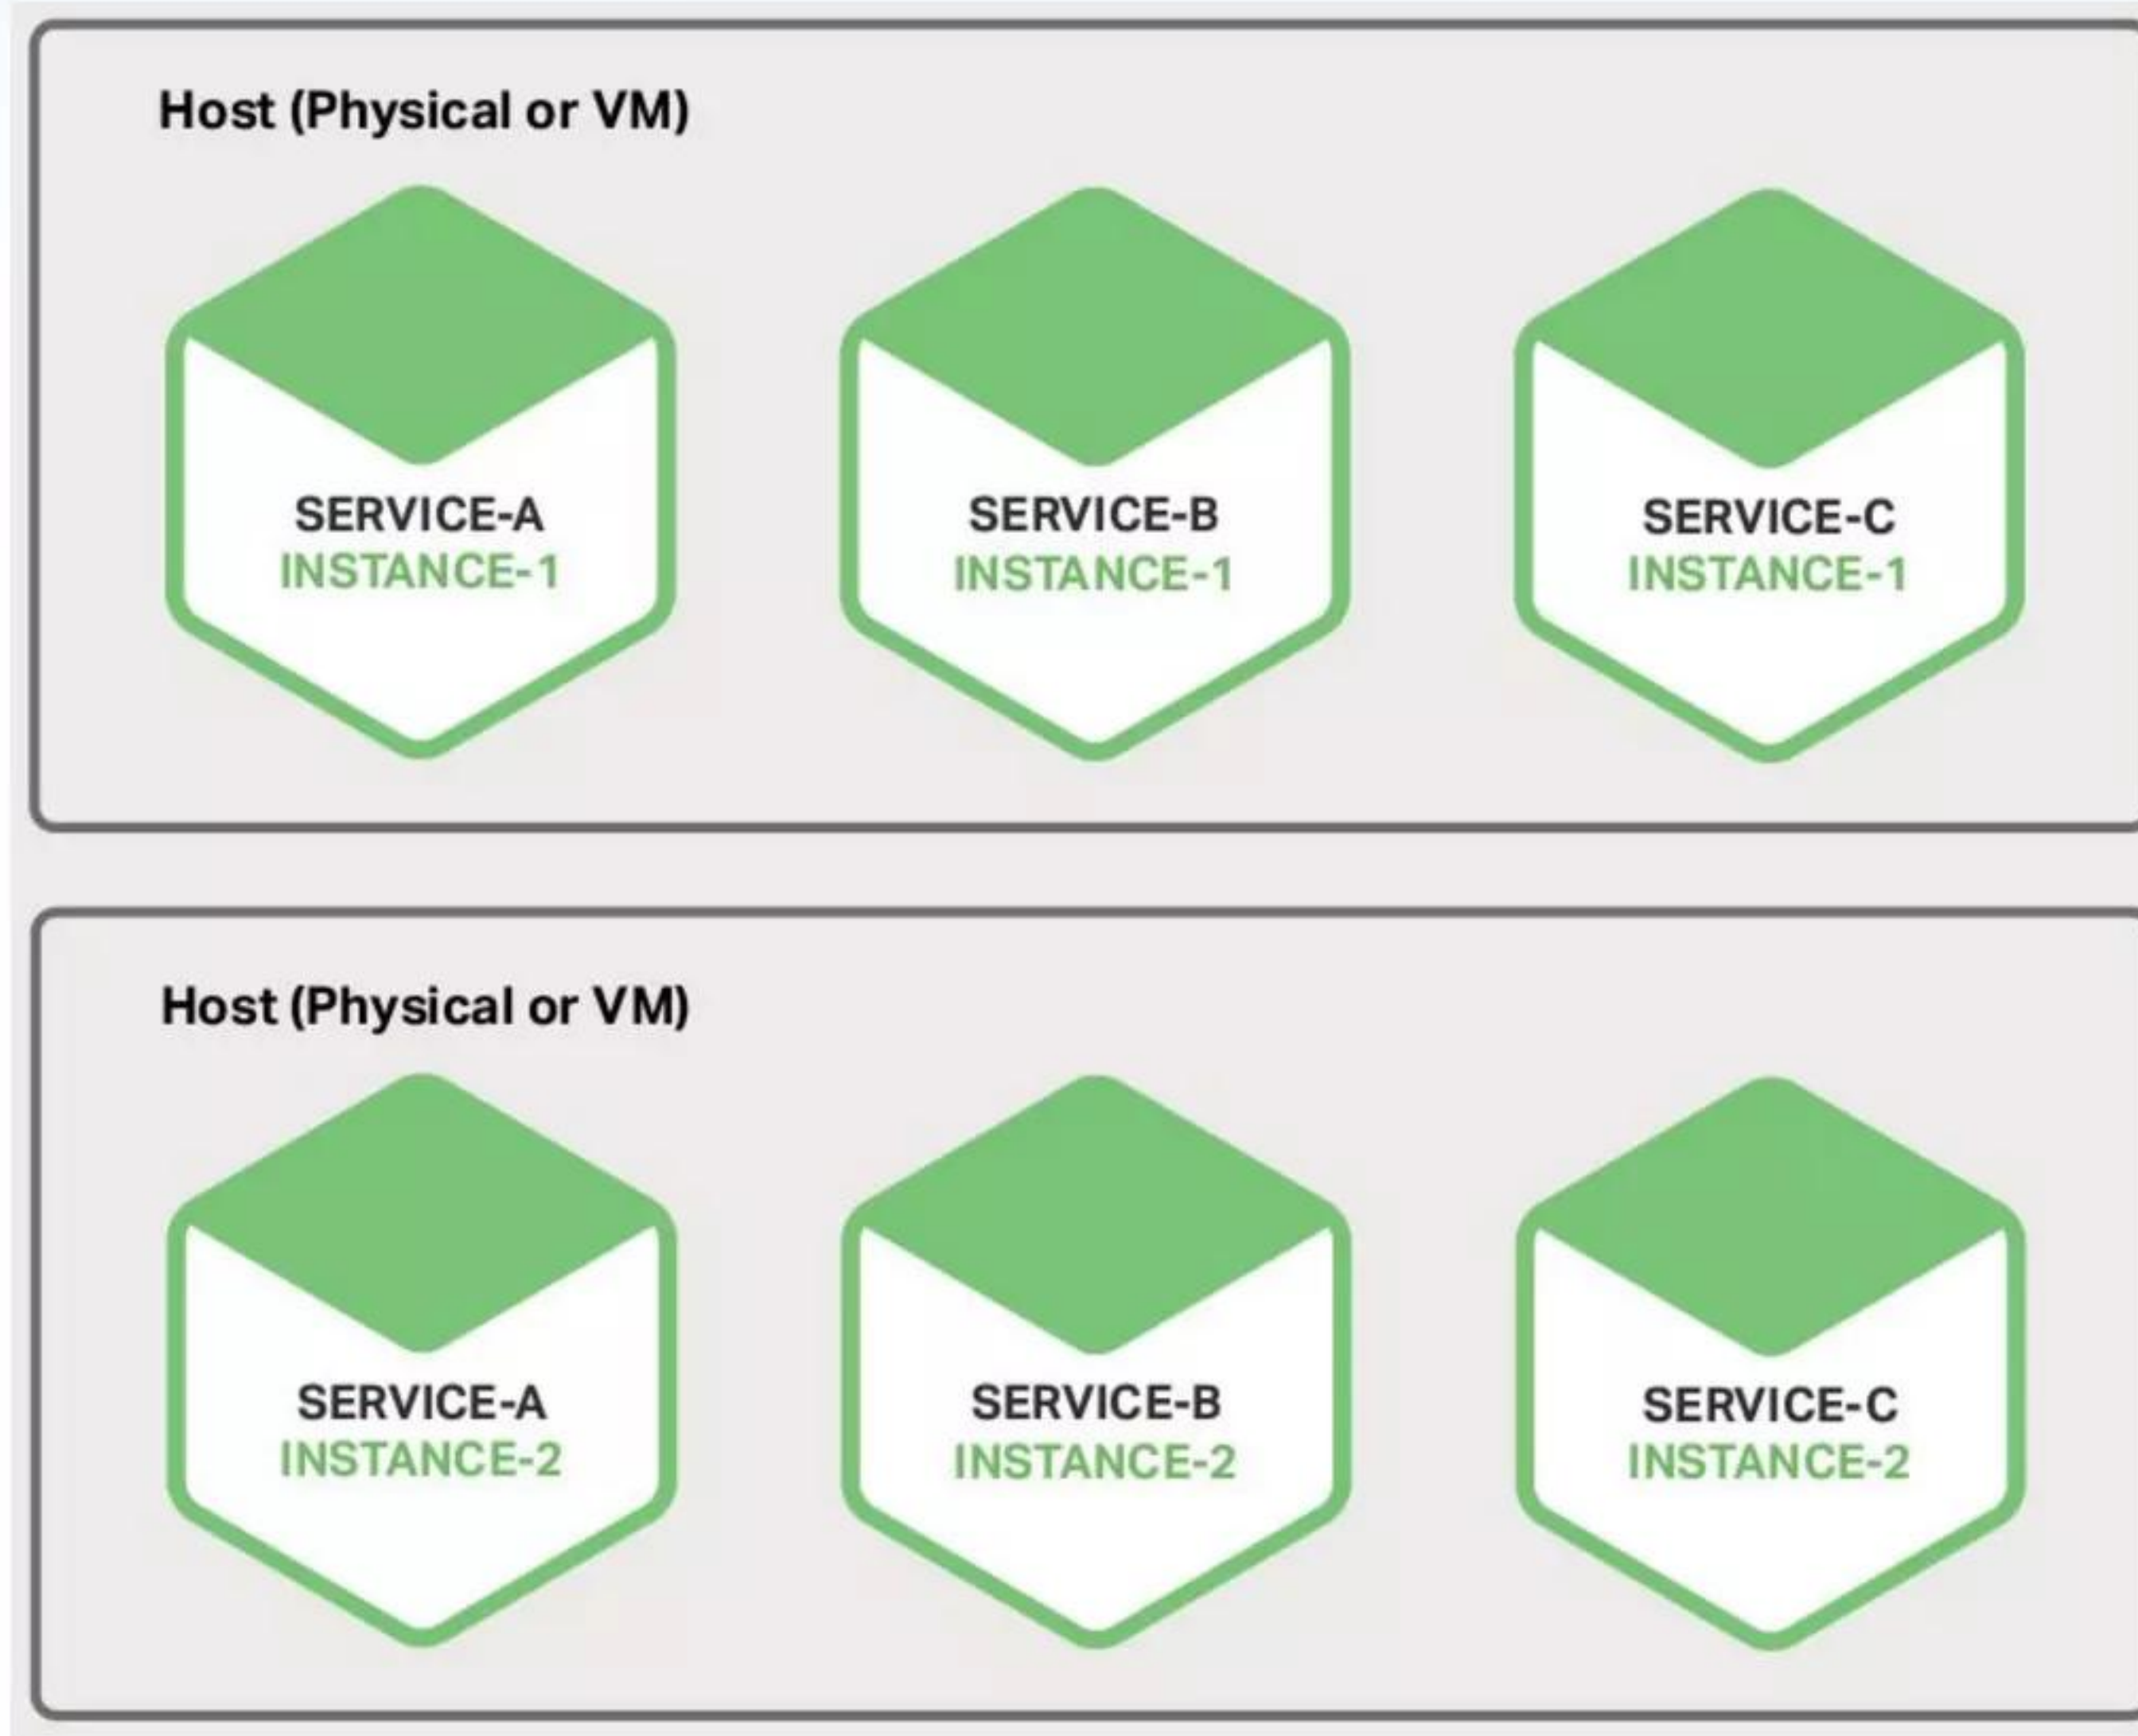 Host (Physical or VM)
SERVICE-A
INSTANCE-1
SERVICE-B
INSTANCE-1
SERVICE-C
INSTANCE-1
Host (Physical or VM)
SERVICE-A
INSTANCE-2
SERVICE-B
INSTANCE-2
SERVICE-C
INSTANCE-2